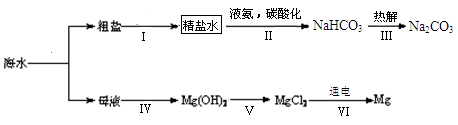 海水
粗盐 Ⅰ 精盐水 液氨，碳酸化 Ⅱ NaHCO3 热解 Ⅲ Na2CO3
母液 Ⅳ Mg(OH)2 Ⅴ MgCl2 通电 Ⅵ Mg